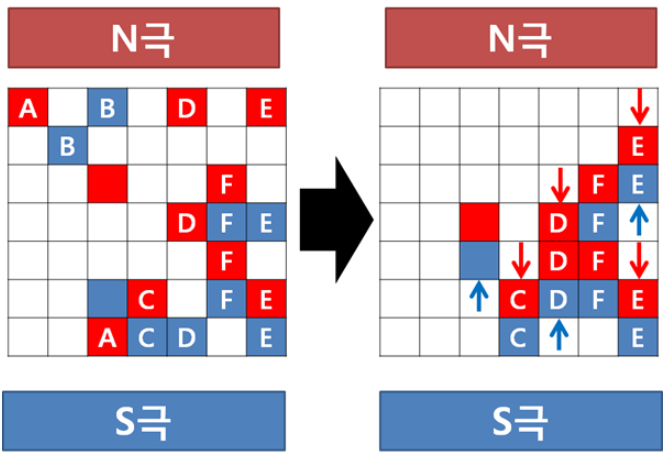 N극 N극
A B D E
B E
F F E
D F E D F
F D F
C F E C D F E
A C D E C E
S극 S극